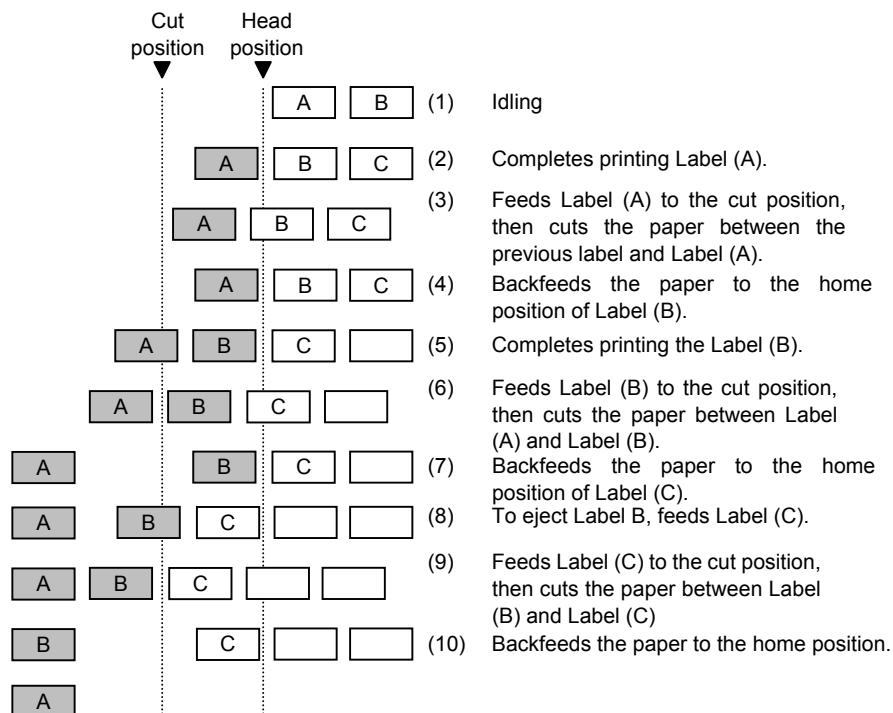 Cut Head
position position
A B (1) Idling
A B C (2) Completes printing Label (A).
A B C (3) Feeds Label (A) to the cut position,
then cuts the paper between the
previous label and Label (A).
A B C (4) Backfeeds the paper to the home
position of Label (B).
A B C (5) Completes printing the Label (B).
A B C (6) Feeds Label (B) to the cut position,
then cuts the paper between Label
(A) and Label (B).
A B C (7) Backfeeds the paper to the home
position of Label (C).
A B C (8) To eject Label B, feeds Label (C).
A B C (9) Feeds Label (C) to the cut position,
then cuts the paper between Label
(B) and Label (C)
B C (10) Backfeeds the paper to the home position.
A